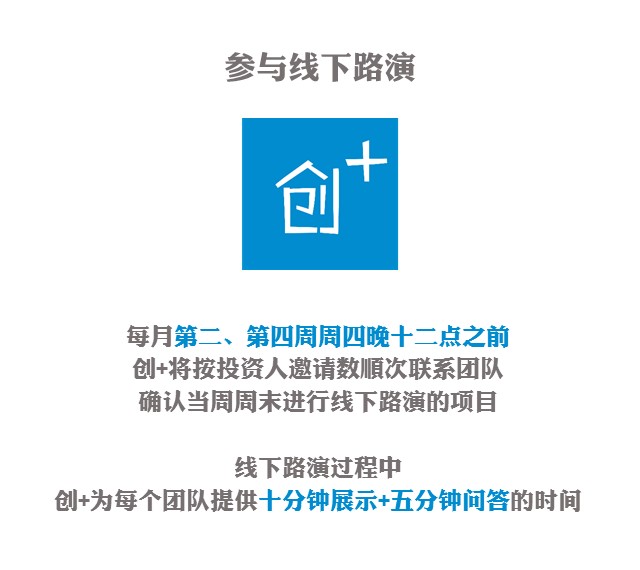 参与线下路演
创+
每月第二、第四周周四晚十二点之前
创+将按投资人邀请数顺次联系团队
确认当周周末进行线下路演的项目
线下路演过程中
创+为每个团队提供十分钟展示+五分钟问答的时间